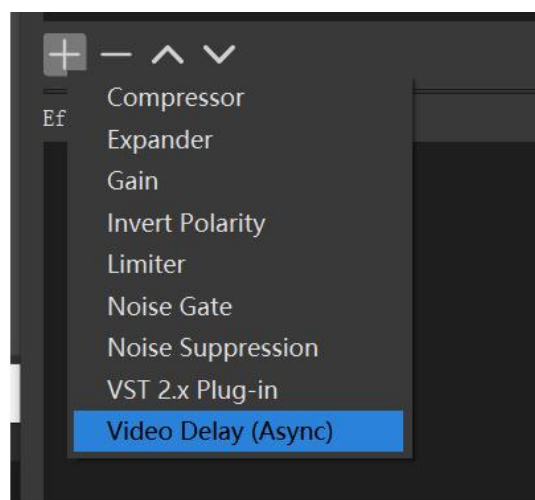 Compressor
Ef
Expander
Gain
Invert Polarity
Limiter
Noise Gate
Noise Suppression
VST 2.x Plug-in
Video Delay (Async)